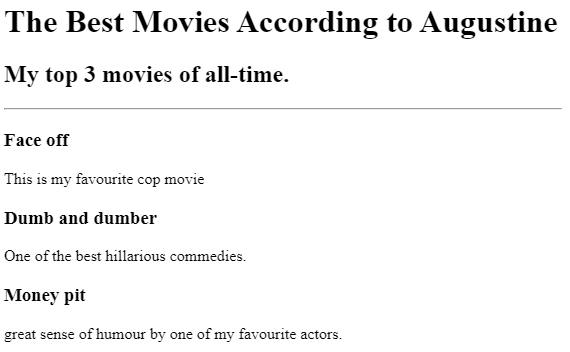 The Best Movies According to Augustine
My top 3 movies of all-time.
Face off
This is my favourite cop movie
Dumb and dumber
One of the best hillarious commedies.
Money pit
great sense of humour by one of my favourite actors.